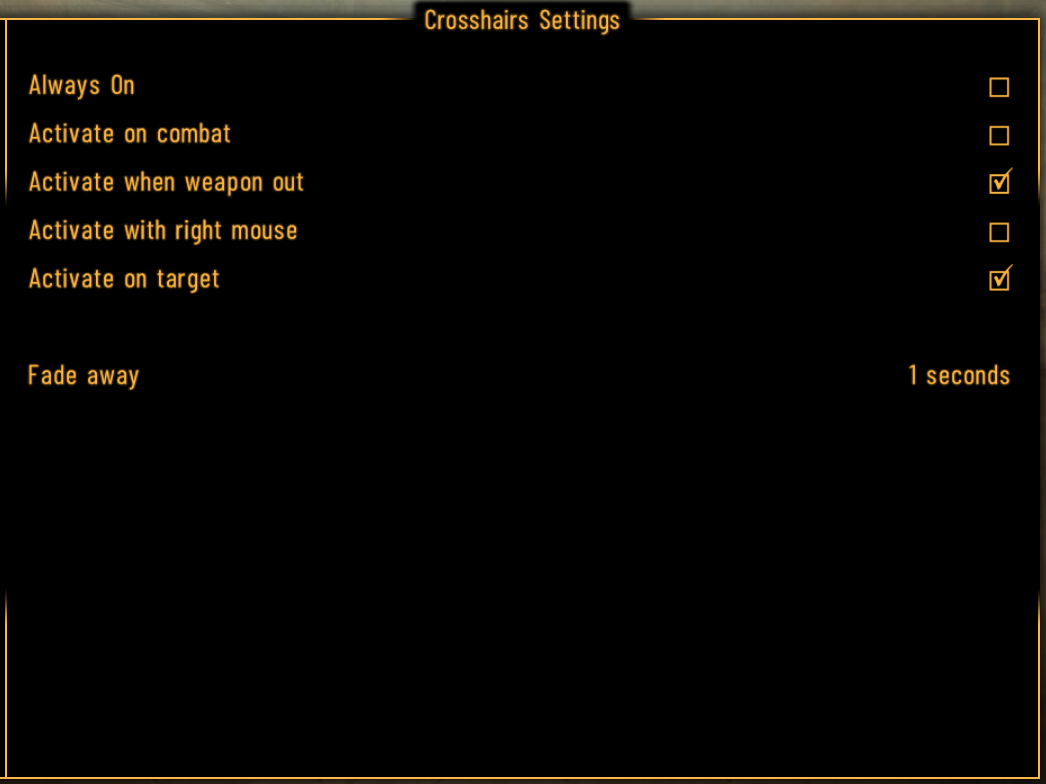 Crosshairs Settings
Always On
Activate on combat
Activate when weapon out
Activate with right mouse
Activate on target
Fade away 1 seconds